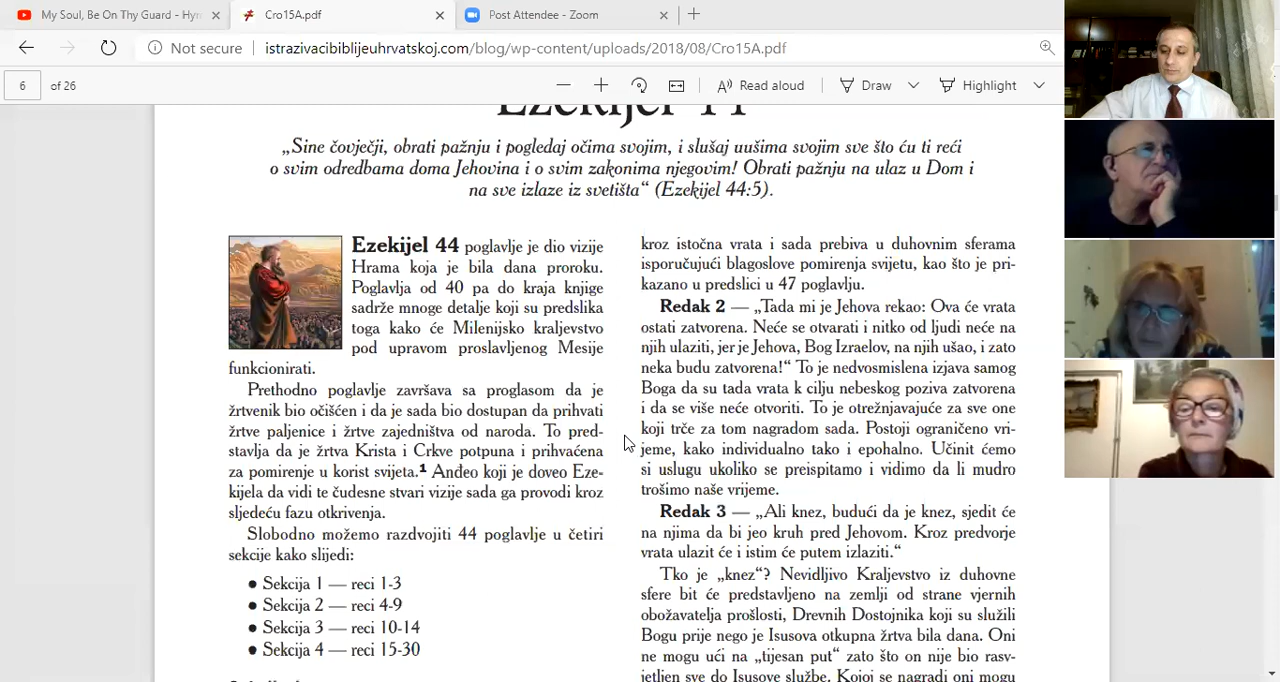 My Soul, Be On Thy Guard - Hyn
Cro15A.pdf
Post Attendee - Zoom
Not secure
istrazivacibiblijeuhrvatskoj.com/blog/wp-content/uploads/2018/08/Cro15A.pdf
6 of 26
Read aloud
Draw
Highlight
„Sine čovječji, obrati pažnju i pogledaj očima svojim, i slušaj uušima svojim sve što ću ti reći
o svim odredbama doma Jehovina i o svim zakonima njegovim! Obrati pažnju na ulaz u Dom i
na sve izlaze iz svetišta“ (Ezekijel 44:5).
Ezekijel 44 poglavlje je dio vizije
Hrama koja je bila dana proroku.
Poglavlja od 40 pa do kraja knjige
sadrže mnoge detalje koji su predslika
toga kako će Milenijsko kraljevstvo
pod upravom proslavljenog Mesije
funkcionirati.
Prethodno poglavlje završava sa proglasom da je
žrtvenik bio očišćen i da je sada bio dostupan da prihvati
žrtve paljenice i žrtve zajedništva od naroda. To pred-
stavlja da je žrtva Krista i Crkve potpuna i prihvaćena
za pomirenje u korist svijeta.1 Anđeo koji je doveo Eze-
kijela da vidi te čudesne stvari vizije sada ga provodi kroz
sljedeću fazu otkrivenja.
Slobodno možemo razdvojiti 44 poglavlje u četiri
sekcije kako slijedi:
● Sekcija 1 — reci 1-3
● Sekcija 2 — reci 4-9
● Sekcija 3 — reci 10-14
● Sekcija 4 — reci 15-30
kroz istočna vrata i sada prebiva u duhovnim sferama
isporučujući blagoslove pomirenja svijetu, kao što je pri-
kazano u predslici u 47 poglavlju.
Redak 2 — „Tada mi je Jehova rekao: Ova će vrata
ostati zatvorena. Neće se otvarati i nitko od ljudi neće na
njih ulaziti, jer je Jehova, Bog Izraelov, na njih ušao, i zato
neka budu zatvorena!“ To je nedvosmislena izjava samog
Boga da su tada vrata k cilju nebeskog poziva zatvorena
i da se više neće otvoriti. To je otrežnjavajuće za sve one
koji trče za tom nagradom sada. Postoji ograničeno vri-
jeme, kako individualno tako i epohalno. Učinit ćemo
si uslugu ukoliko se preispitamo i vidimo da li mudro
trošimo naše vrijeme.
Redak 3 — „Ali knez, budući da je knez, sjedit će
na njima da bi jeo kruh pred Jehovom. Kroz predvorje
vrata ulazit će i istim će putem izlaziti.“
Tko je „knez“? Nevidljivo Kraljevstvo iz duhovne
sfere bit će predstavljeno na zemlji od strane vjernih
obožavatelja prošlosti, Drevnih Dostojnika koji su služili
Bogu prije nego je Isusova otkupna žrtva bila dana. Oni
ne mogu ući na „tijesan put“ zato što on nije bio rasv-
jetljen sve do Isusove službe. Kojoj se nagradi oni mogu